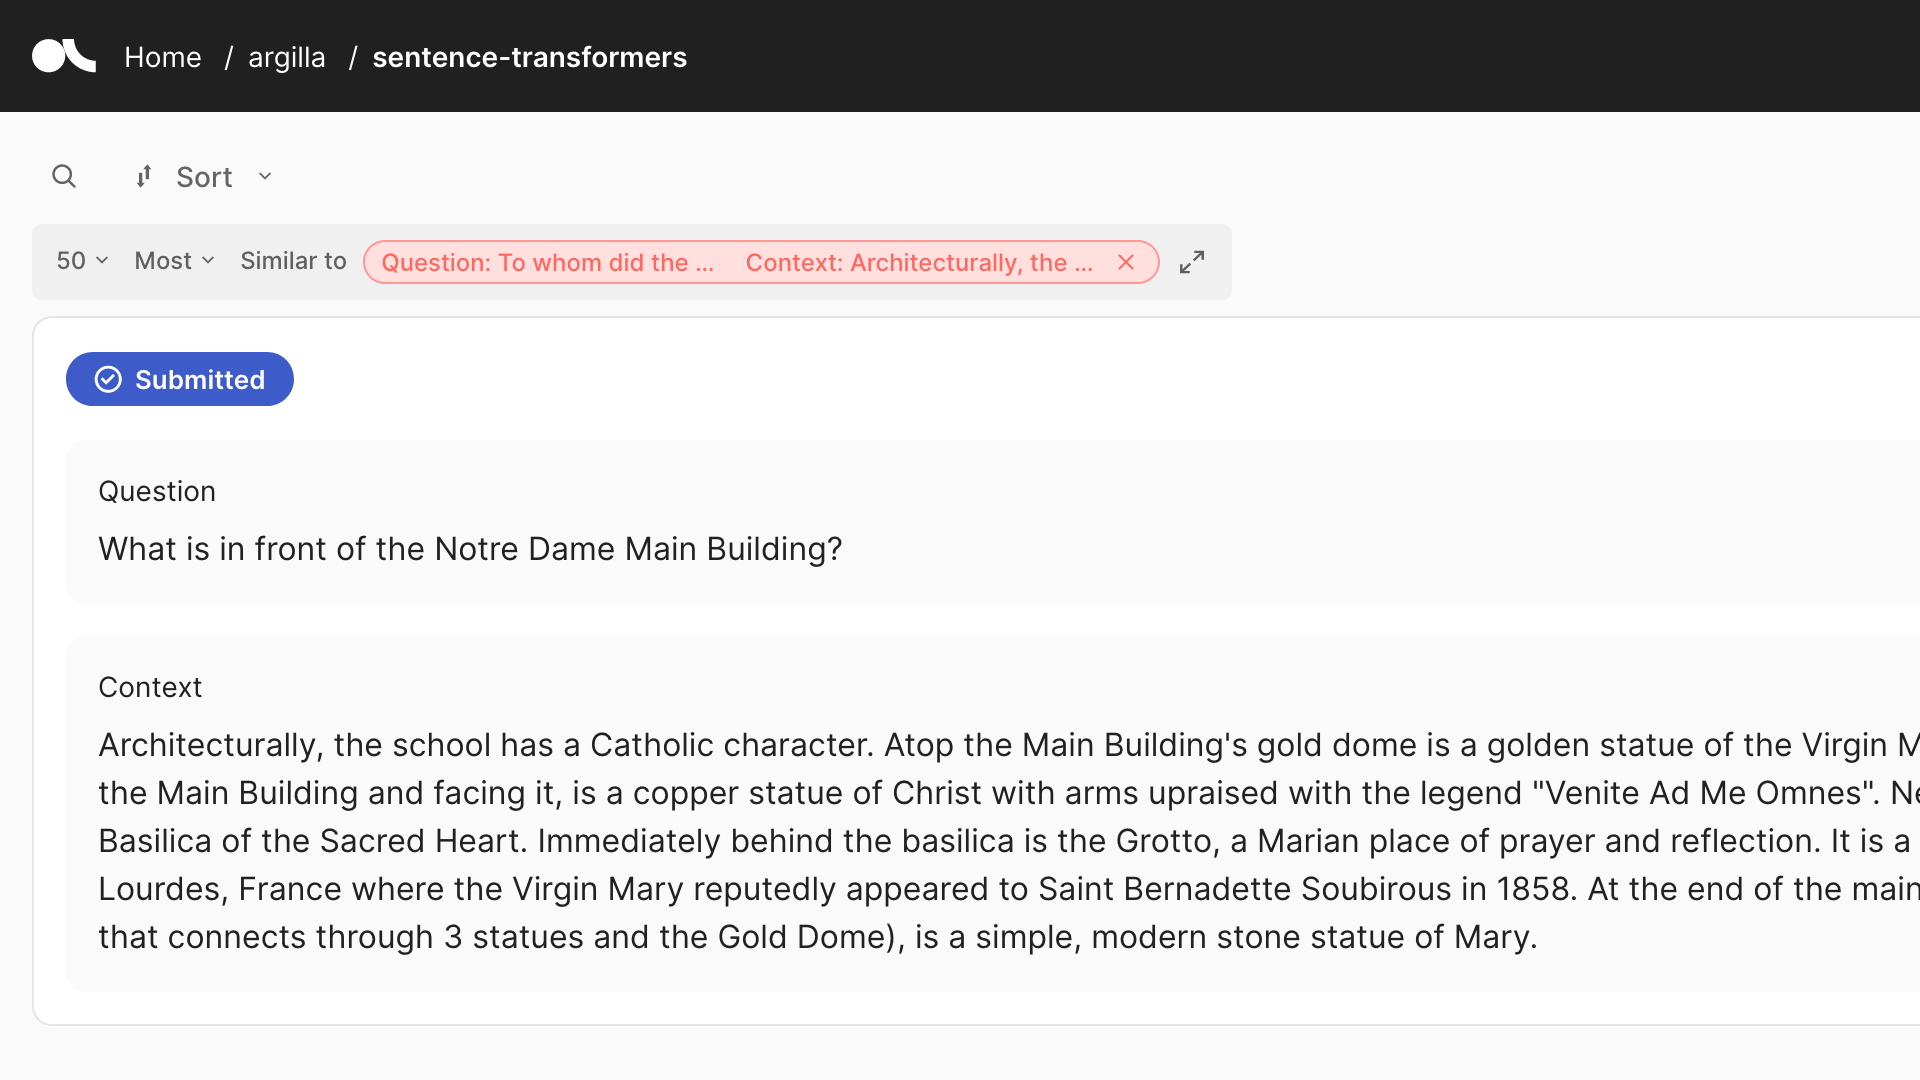 Home / argilla / sentence-transformers
Sort
50 Most Similar to Question: To whom did the ... Context: Architecturally, the ...
Submitted
Question
What is in front of the Notre Dame Main Building?
Context
Architecturally, the school has a Catholic character. Atop the Main Building's gold dome is a golden statue of the Virgin
the Main Building and facing it, is a copper statue of Christ with arms upraised with the legend "Venite Ad Me Omnes".
Basilica of the Sacred Heart. Immediately behind the basilica is the Grotto, a Marian place of prayer and reflection. It is a
Lourdes, France where the Virgin Mary reputedly appeared to Saint Bernadette Soubirous in 1858. At the end of the main
that connects through 3 statues and the Gold Dome), is a simple, modern stone statue of Mary.